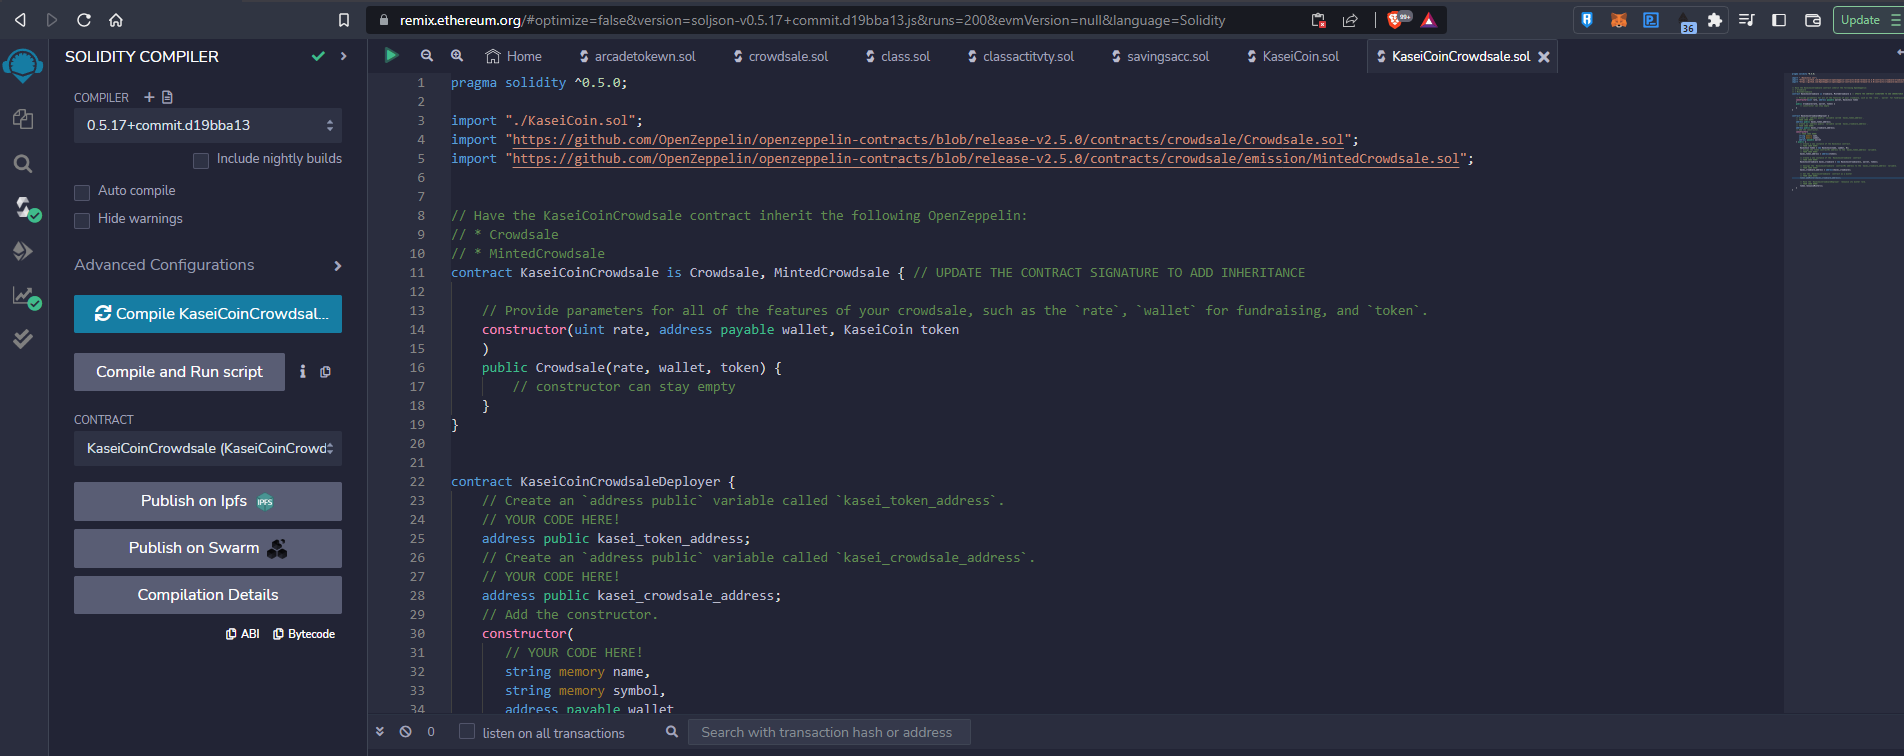 remix.ethereum.org/#optimize=false&version=soljson-v0.5.17+commit.d19bba13.js&runs=200&evmVersion=null&language=Solidity
99+
36
Update
SOLIDITY COMPILER
COMPILER
0.5.17+commit.d19bba13
Include nightly builds
Auto compile
Hide warnings
Advanced Configurations
Compile KaseiCoinCrowdsal...
Compile and Run script
i
CONTRACT
KaseiCoinCrowdsale (KaseiCoinCrowd
Publish on Ipfs IPFS
Publish on Swarm
Compilation Details
ABI Bytecode
Home arcadetokewn.sol crowdsale.sol class.sol classactitvty.sol savingsacc.sol KaseiCoin.sol KaseiCoinCrowdsale.sol
1 pragma solidity ^0.5.0;
2
3 import "./KaseiCoin.sol";
4 import "https://github.com/OpenZeppelin/openzeppelin-contracts/blob/release-v2.5.0/contracts/crowdsale/Crowdsale.sol";
5 import "https://github.com/OpenZeppelin/openzeppelin-contracts/blob/release-v2.5.0/contracts/crowdsale/emission/MintedCrowdsale.sol";
6
7
8 // Have the KaseiCoinCrowdsale contract inherit the following OpenZeppelin:
9 // * Crowdsale
10 // * MintedCrowdsale
11 contract KaseiCoinCrowdsale is Crowdsale, MintedCrowdsale { // UPDATE THE CONTRACT SIGNATURE TO ADD INHERITANCE
12
13 // Provide parameters for all of the features of your crowdsale, such as the `rate`, `wallet` for fundraising, and `token`.
14 constructor(uint rate, address payable wallet, KaseiCoin token
15 )
16 public Crowdsale(rate, wallet, token) {
17 // constructor can stay empty
18 }
19 }
20
21
22 contract KaseiCoinCrowdsaleDeployer {
23 // Create an `address public` variable called `kasei_token_address`.
24 // YOUR CODE HERE!
25 address public kasei_token_address;
26 // Create an `address public` variable called `kasei_crowdsale_address`.
27 // YOUR CODE HERE!
28 address public kasei_crowdsale_address;
29 // Add the constructor.
30 constructor(
31 // YOUR CODE HERE!
32 string memory name,
33 string memory symbol,
34 address payable wallet
0 listen on all transactions Search with transaction hash or address